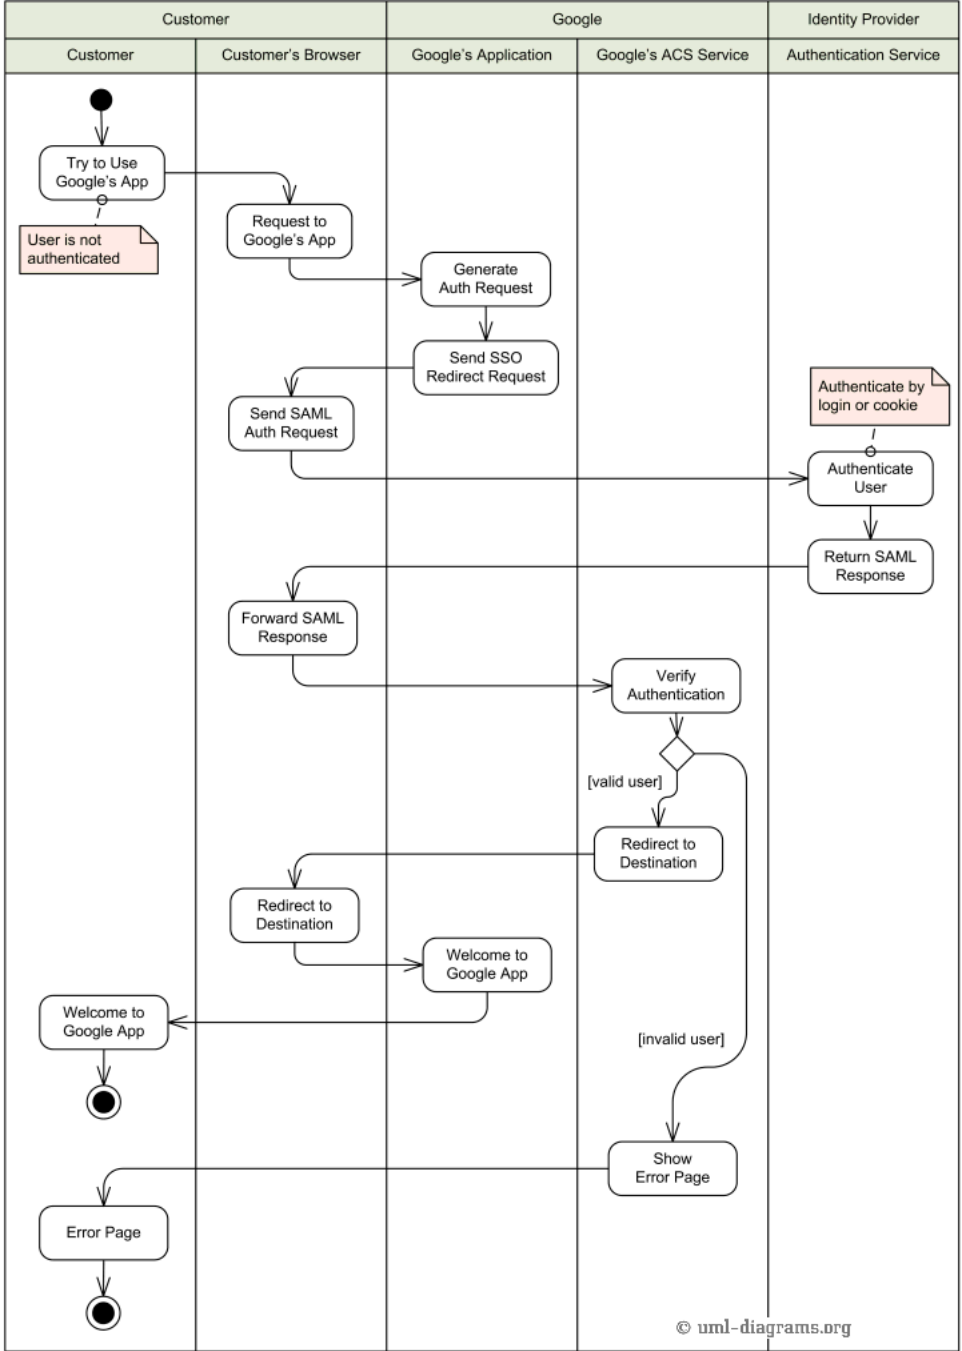 Customer
Google
Identity Provider
Customer
Customer's Browser
Google's Application
Google's ACS Service
Authentication Service
Try to Use
Google's App
User is not
authenticated
Request to
Google's App
Generate
Auth Request
Send SSO
Redirect Request
Authenticate by
login or cookie
Send SAML
Auth Request
Authenticate
User
Return SAML
Response
Forward SAML
Response
Verify
Authentication
[valid user]
Redirect to
Destination
Redirect to
Destination
Welcome to
Google App
Welcome to
Google App
[invalid user]
Show
Error Page
Error Page
© uml-diagrams.org